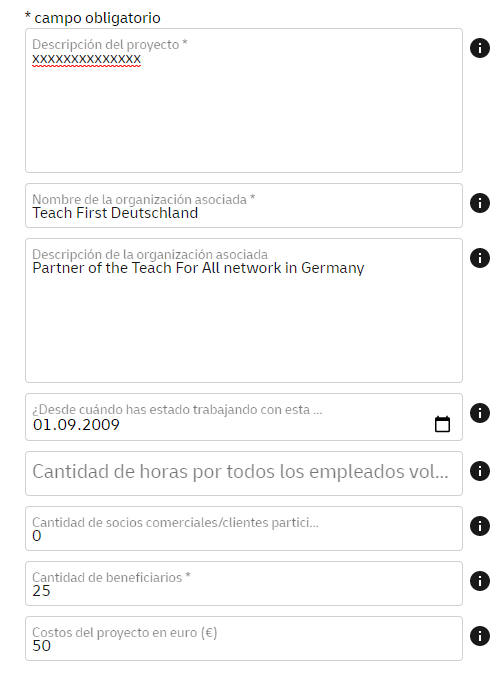 * campo obligatorio
Descripción del proyecto *
xxxxxxxxxxxxxx
Nombre de la organización asociada *
Teach First Deutschland
Descripción de la organización asociada
Partner of the Teach For All network in Germany
¿Desde cuándo has estado trabajando con esta ...
01.09.2009
Cantidad de horas por todos los empleados vol...
Cantidad de socios comerciales/clientes partici...
0
Cantidad de beneficiarios *
25
Costos del proyecto en euro (€)
50